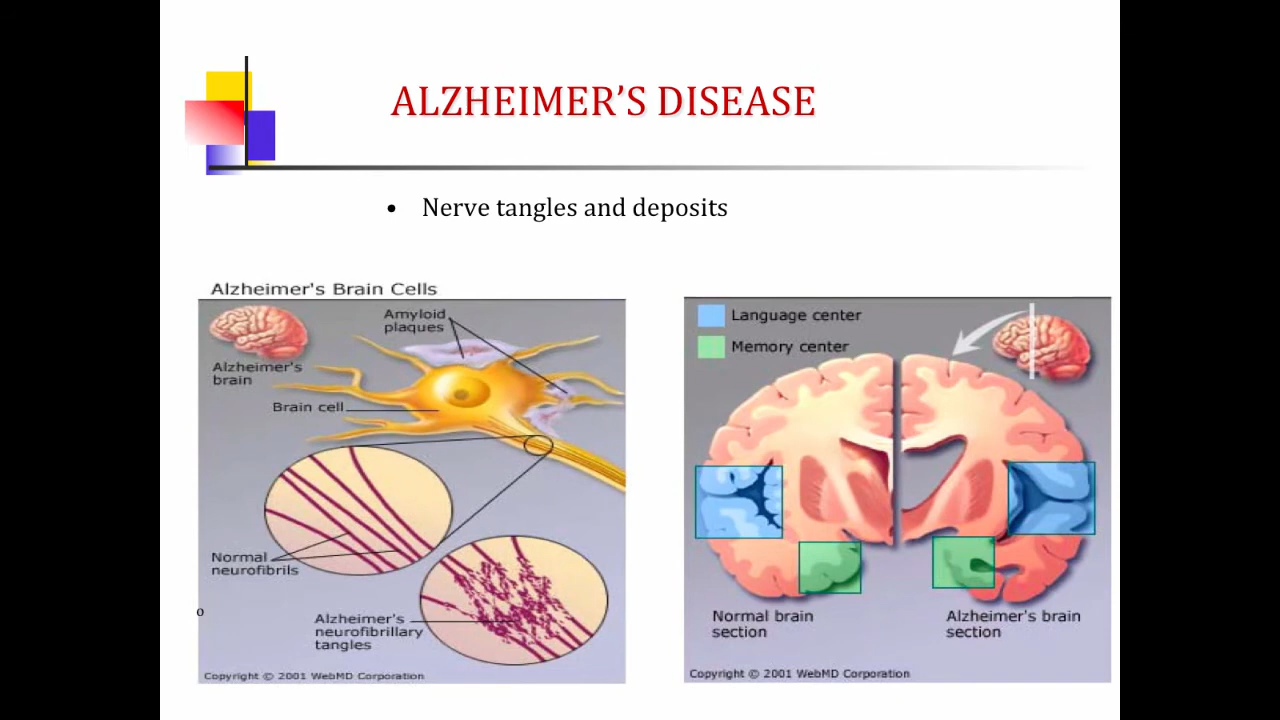 ALZHEIMER’S DISEASE
• Nerve tangles and deposits
Alzheimer's Brain Cells
Amyloid
plaques
Alzheimer's
brain
Brain cell
Normal
neurofibrils
o
Alzheimer's
neurofibrillary
tangles
Copyright © 2001 WebMD Corporation
Language center
Memory center
Normal brain
section
Alzheimer's brain
section
Copyright © 2001 WebMD Corporation